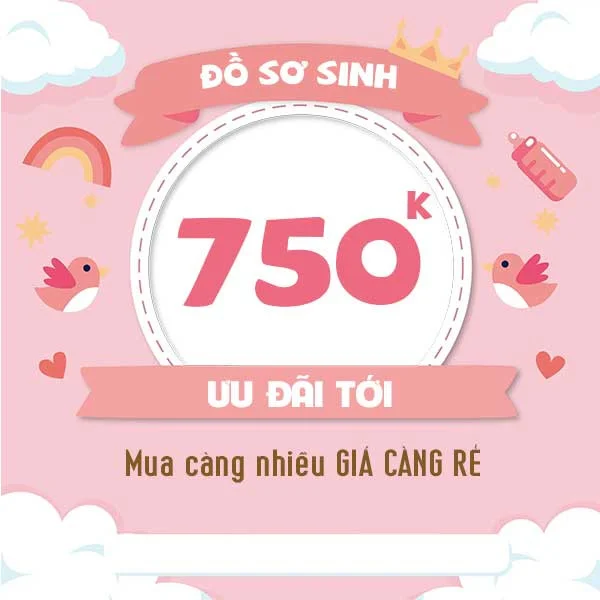 ĐỒ SƠ SINH
750K
ƯU ĐÃI TỚI
Mua càng nhiều GIÁ CÀNG RẺ